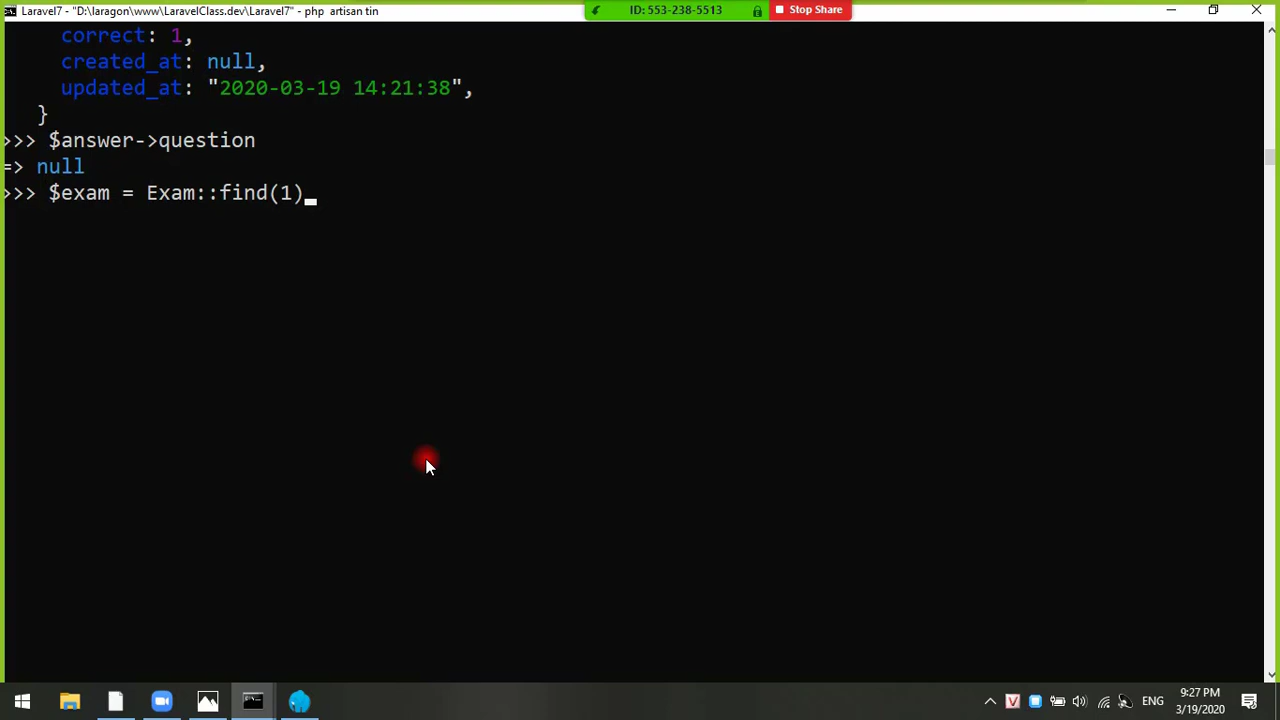 Laravel7 - "D:\laragon\www\LaravelClass.dev\Laravel7" - php artisan tin
ID: 553-238-5513
Stop Share
correct: 1,
created_at: null,
updated_at: "2020-03-19 14:21:38",
}
>>> $answer->question
=> null
>>> $exam = Exam::find(1)
V
ENG
9:27 PM
3/19/2020